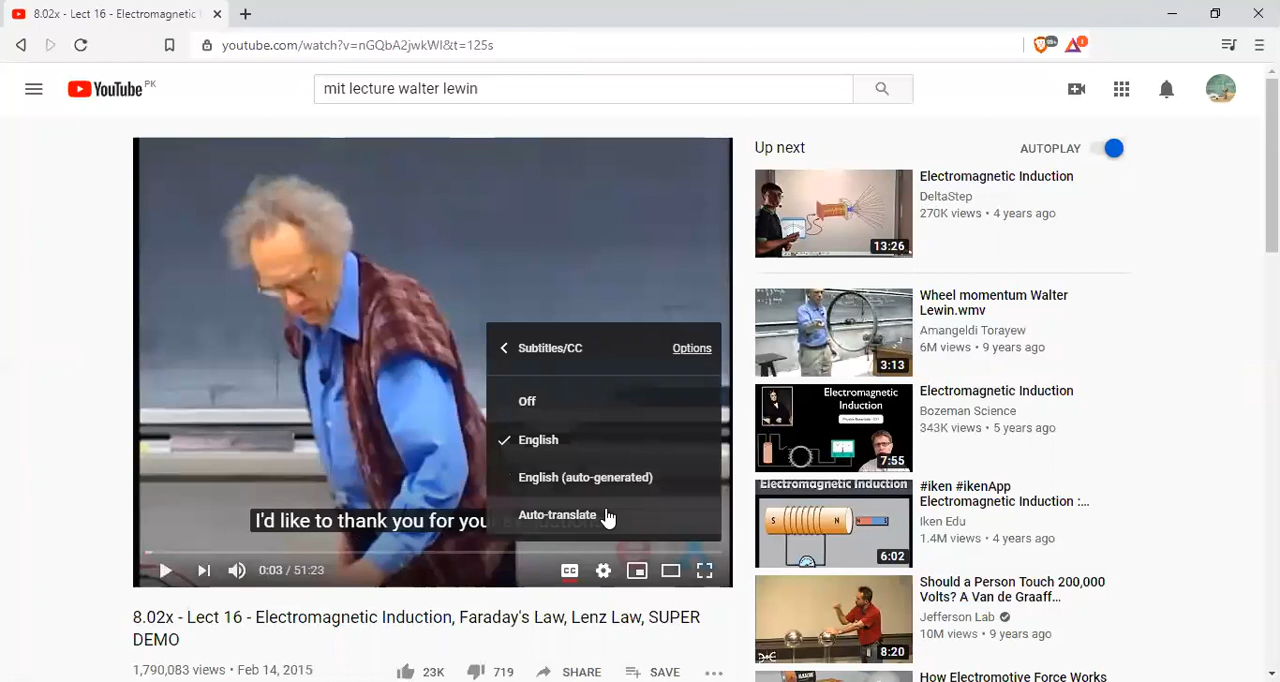 8.02x - Lect 16 - Electromagnetic
youtube.com/watch?v=nGQbA2jwkWI&t=125s
YouTube PK
mit lecture walter lewin
Up next
AUTOPLAY
Electromagnetic Induction
DeltaStep
270K views • 4 years ago
13:26
Wheel momentum Walter
Lewin.wmv
Amangeldi Torayew
6M views • 9 years ago
3:13
Electromagnetic Induction
Bozeman Science
343K views • 5 years ago
Electromagnetic
Induction
7:55
#iken #ikenApp
Electromagnetic Induction :...
Iken Edu
1.4M views • 4 years ago
Electromagnetic Induction
S
N
6:02
Should a Person Touch 200,000
Volts? A Van de Graaff...
Jefferson Lab
10M views • 9 years ago
8:20
How Electromotive Force Works
Subtitles/CC
Options
Off
English
English (auto-generated)
Auto-translate
I'd like to thank you for your
0:03 / 51:23
CC
8.02x - Lect 16 - Electromagnetic Induction, Faraday's Law, Lenz Law, SUPER
DEMO
1,790,083 views • Feb 14, 2015
23K
719
SHARE
SAVE